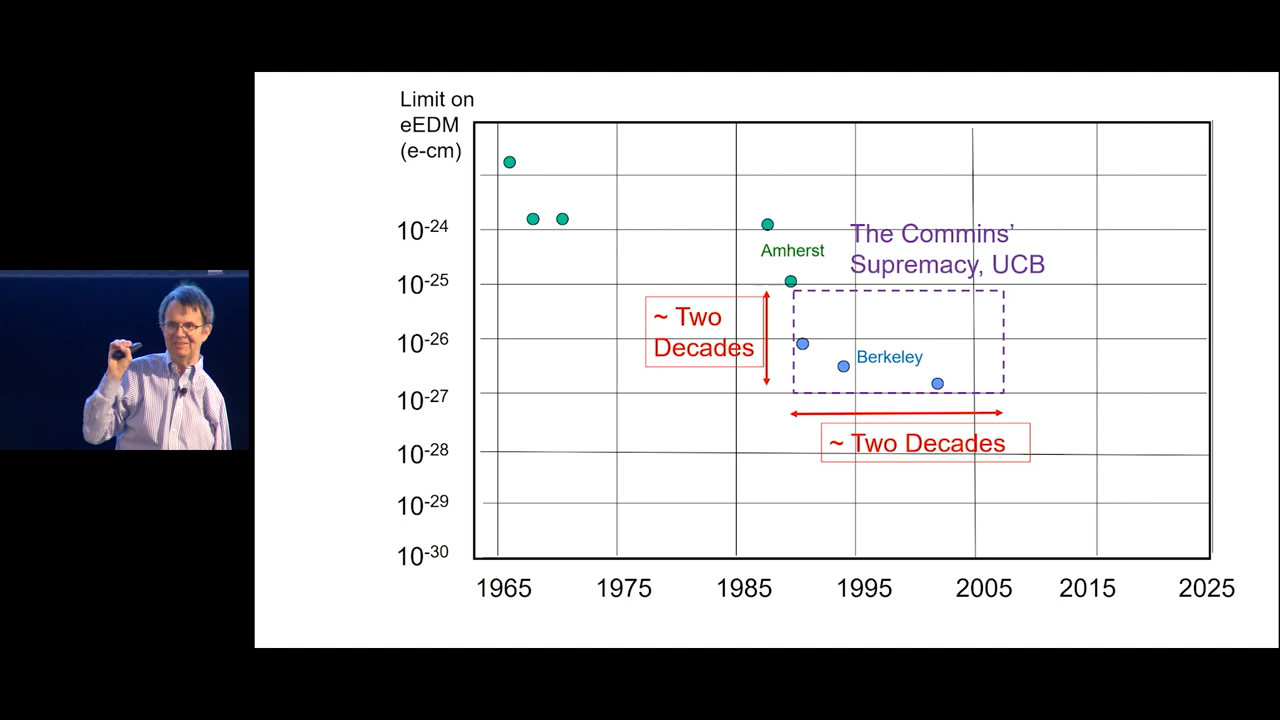 Limit on
eEDM
(e-cm)
10-24
10-25
10-26
10-27
10-28
10-29
10-30
Amherst
The Commins’
Supremacy, UCB
~ Two
Decades
Berkeley
~ Two Decades
1965 1975 1985 1995 2005 2015 2025